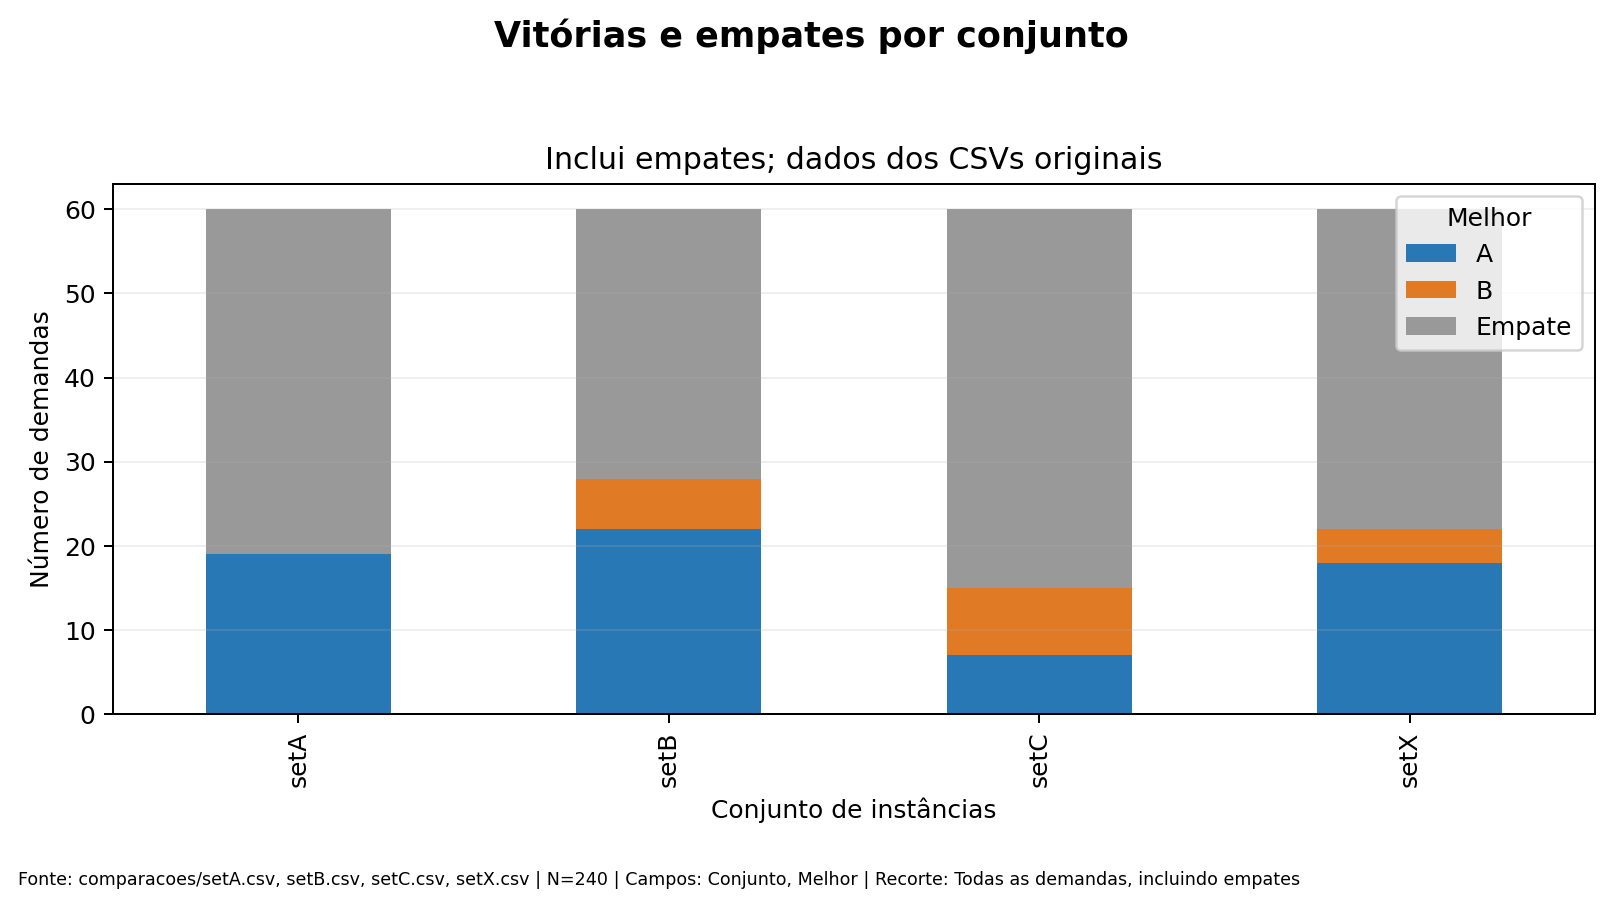 Vitórias e empates por conjunto
Inclui empates; dados dos CSVs originais
Melhor
A
B
Empate
Número de demandas
60
50
40
30
20
10
0
setA
setB
setC
setX
Conjunto de instâncias
Fonte: comparacoes/setA.csv, setB.csv, setC.csv, setX.csv | N=240 | Campos: Conjunto, Melhor | Recorte: Todas as demandas, incluindo empates